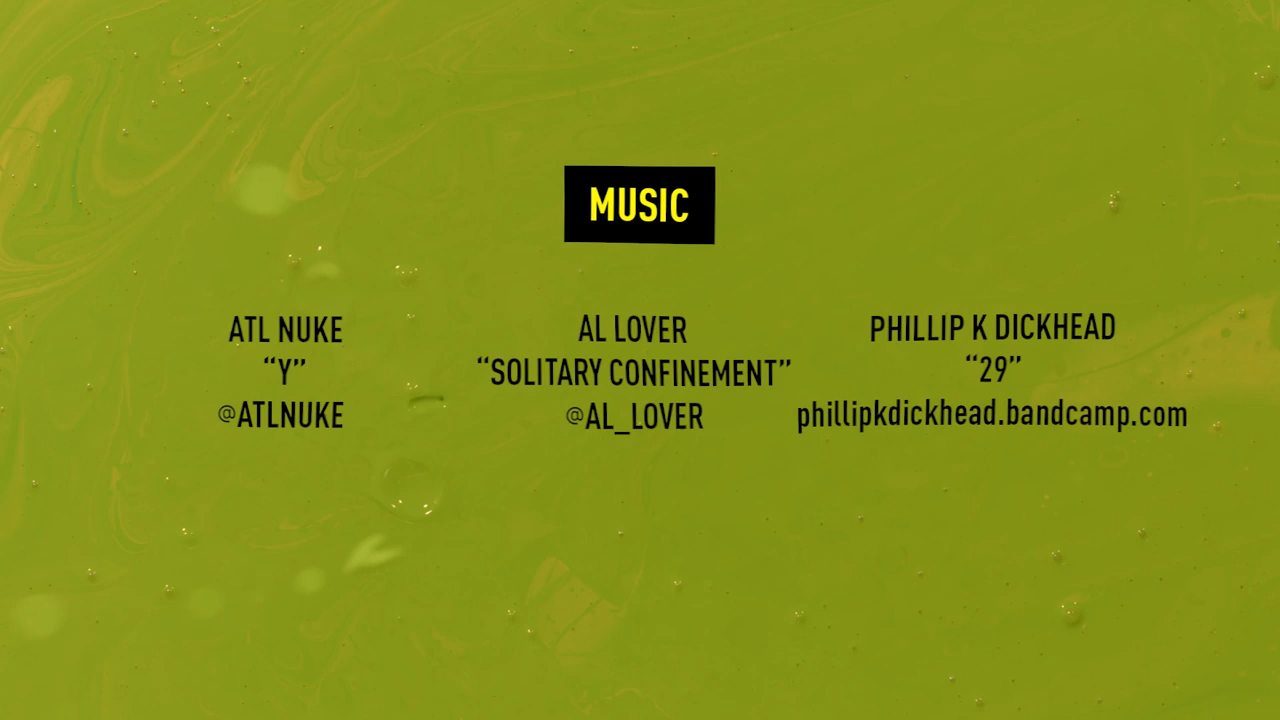 MUSIC
ATL NUKE
“Y”
@ATLNUKE
AL LOVER
“SOLITARY CONFINEMENT”
@AL_LOVER
PHILLIP K DICKHEAD
“29”
phillipkdickhead.bandcamp.com